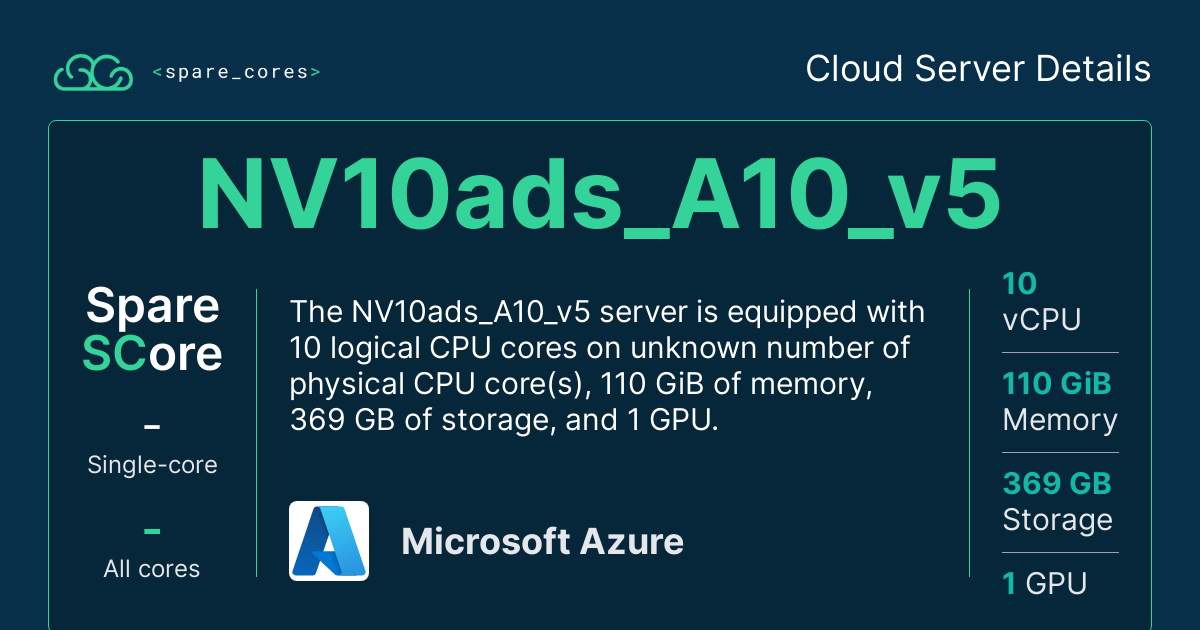 <spare_cores>
Cloud Server Details
NV10ads_A10_v5
Spare
SCore
–
Single-core
–
All cores
The NV10ads_A10_v5 server is equipped with
10 logical CPU cores on unknown number of
physical CPU core(s), 110 GiB of memory,
369 GB of storage, and 1 GPU.
Microsoft Azure
10
vCPU
110 GiB
Memory
369 GB
Storage
1 GPU